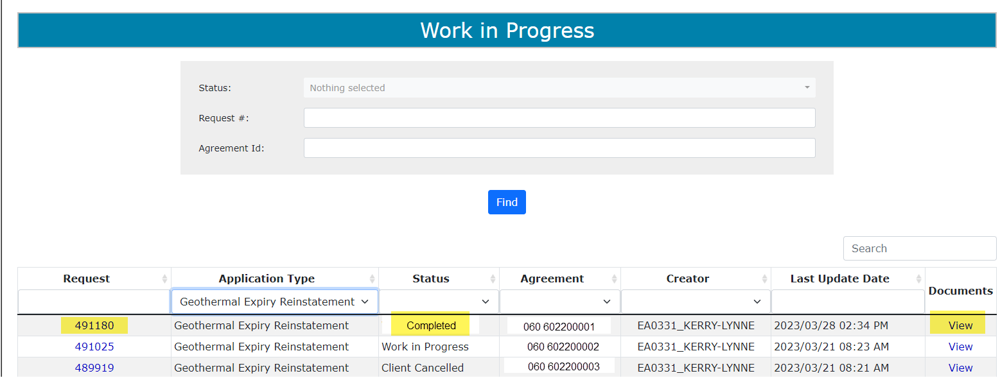 Work in Progress
Status: Nothing selected
Request #:
Agreement Id:
Find
Search
Request Application Type Status Agreement Creator Last Update Date Documents
Geothermal Expiry Reinstatement
491180 Geothermal Expiry Reinstatement Completed 060 602200001 EA0331_KERRY-LYNNE 2023/03/28 02:34 PM View
491025 Geothermal Expiry Reinstatement Work in Progress 060 602200002 EA0331_KERRY-LYNNE 2023/03/21 08:23 AM View
489919 Geothermal Expiry Reinstatement Client Cancelled 060 602200003 EA0331_KERRY-LYNNE 2023/03/21 08:21 AM View